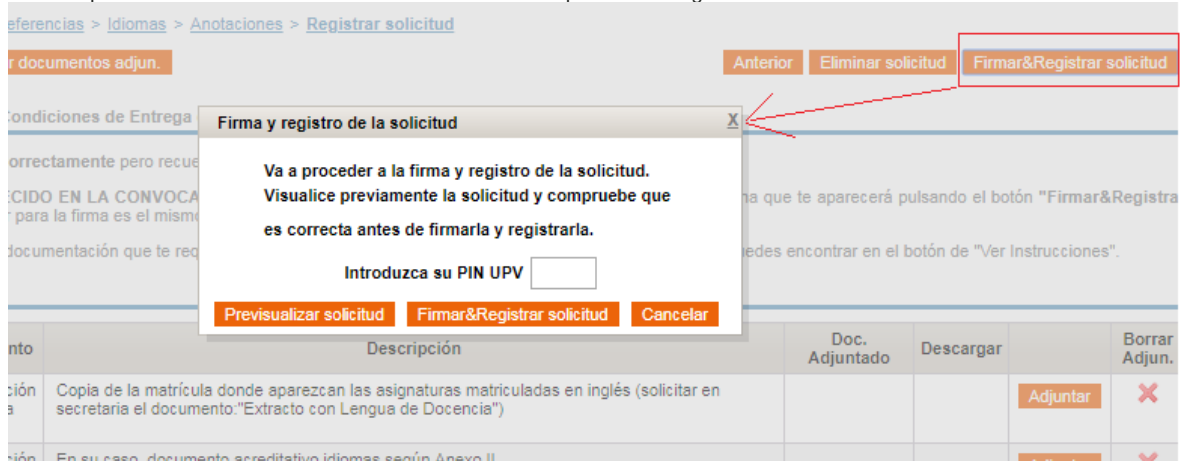 eferencias > Idiomas > Anotaciones > Registrar solicitud
r documentos adjun. Anterior Eliminar solicitud Firmar&Registrar solicitud
Condiciones de Entrega
Firma y registro de la solicitud X
orrectamente pero recue
Va a proceder a la firma y registro de la solicitud.
Visualice previamente la solicitud y compruebe que
es correcta antes de firmarla y registrarla.
CIDO EN LA CONVOCA na que te aparecerá pulsando el botón "Firmar&Registra
r para la firma es el mismo
documentación que te req uedes encontrar en el botón de "Ver Instrucciones".
Introduzca su PIN UPV
Previsualizar solicitud Firmar&Registrar solicitud Cancelar
nto Descripción Doc. Adjuntado Descargar Borrar Adjun.
ción Copia de la matrícula donde aparezcan las asignaturas matriculadas en inglés (solicitar en
a secretaria el documento:"Extracto con Lengua de Docencia")
Adjuntar
ción En su caso, documento acreditativo idiomas según Anexo II
Adjuntar